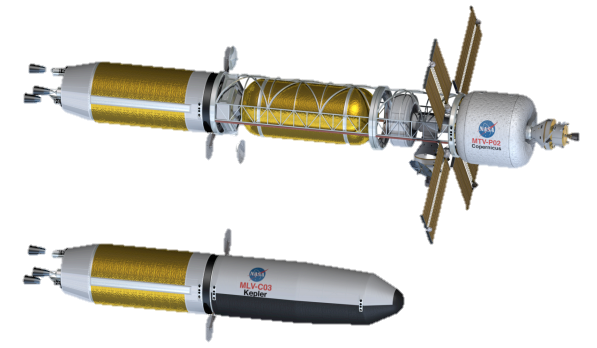 NASA
MTV-P02
Copernicus
NASA
MLV-C03
Kepler